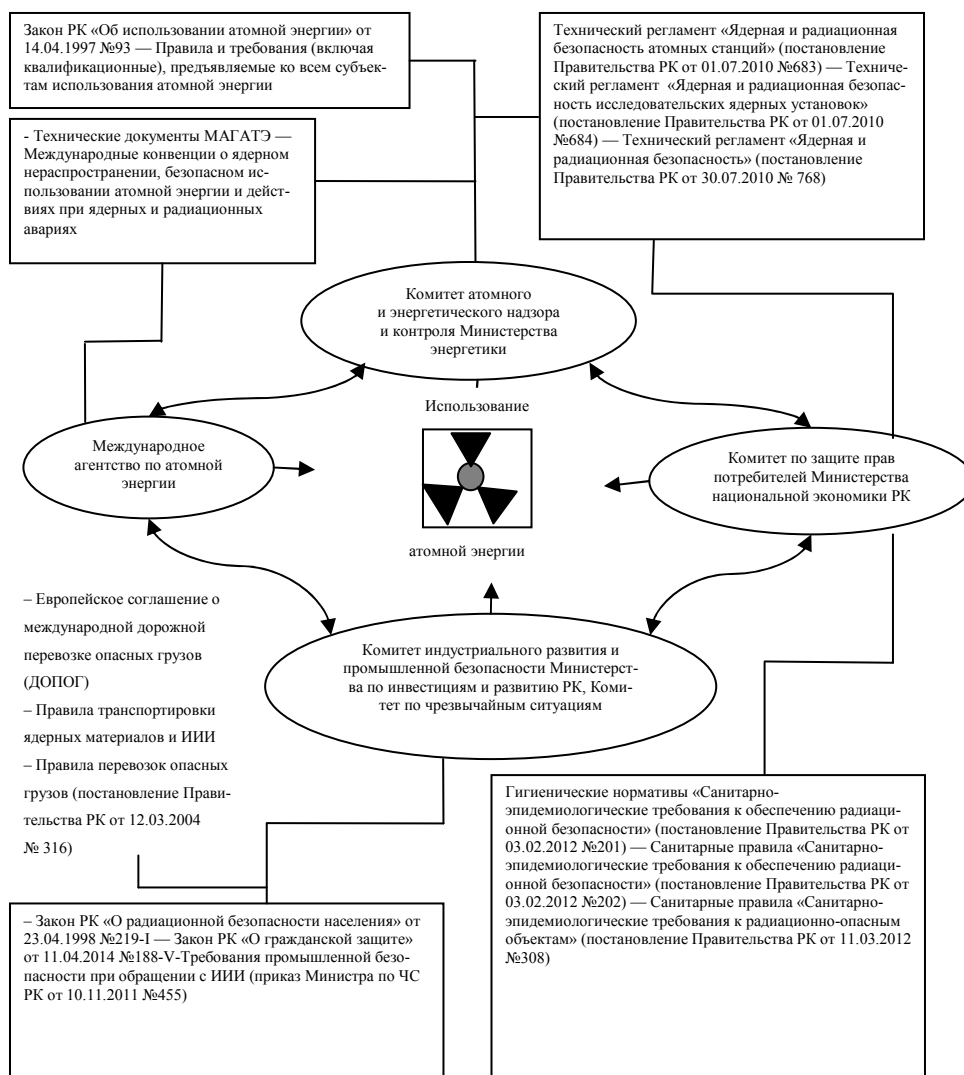 Закон РК «Об использовании атомной энергии» от
14.04.1997 №93 — Правила и требования (включая
квалификационные), предъявляемые ко всем субъек-
там использования атомной энергии
Технический регламент «Ядерная и радиационная
безопасность атомных станций» (постановление
Правительства РК от 01.07.2010 №683) — Техниче-
ский регламент «Ядерная и радиационная безопас-
ность исследовательских ядерных установок»
(постановление Правительства РК от 01.07.2010
№684) — Технический регламент «Ядерная и
радиационная безопасность» (постановление
Правительства РК от 30.07.2010 № 768)
- Технические документы МАГАТЭ —
Международные конвенции о ядерном
нераспространении, безопасном ис-
пользовании атомной энергии и дейст-
виях при ядерных и радиационных
авариях
Комитет атомного
и энергетического надзора
и контроля Министерства
энергетики
Использование
атомной энергии
Международное
агентство по атомной
энергии
Комитет по защите прав
потребителей Министерства
национальной экономики РК
– Европейское соглашение о
международной дорожной
перевозке опасных грузов
(ДОПОГ)
– Правила транспортировки
ядерных материалов и ИИИ
– Правила перевозок опасных
грузов (постановление Прави-
тельства РК от 12.03.2004
№ 316)
Комитет индустриального развития и
промышленной безопасности Министерст-
ва по инвестициям и развитию РК, Коми-
тет по чрезвычайным ситуациям
Гигиенические нормативы «Санитарно-
эпидемиологические требования к обеспечению радиаци-
онной безопасности» (постановление Правительства РК от
03.02.2012 №201) — Санитарные правила «Санитарно-
эпидемиологические требования к обеспечению радиаци-
онной безопасности» (постановление Правительства РК от
03.02.2012 №202) — Санитарные правила «Санитарно-
эпидемиологические требования к радиационно-опасным
объектам» (постановление Правительства РК от 11.03.2012
№308)
– Закон РК «О радиационной безопасности населения» от
23.04.1998 №219-I — Закон РК «О гражданской защите»
от 11.04.2014 №188-V-Требования промышленной безо-
пасности при обращении с ИИИ (приказ Министра по ЧС
РК от 10.11.2011 №455)